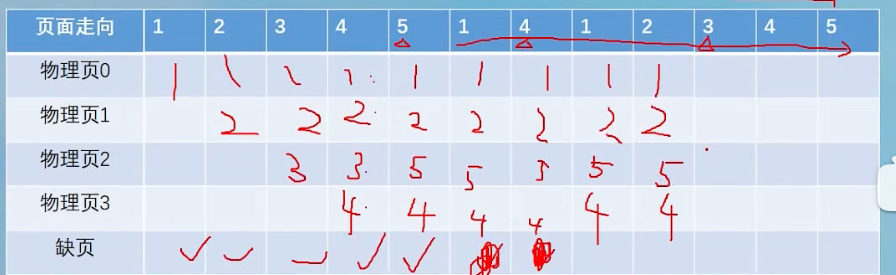 页面走向 1 2 3 4 5 1 4 1 2 3 4 5
物理页0 1 1 1 1 1 1 1 1 1
物理页1 2 2 2 2 2 2 2 2
物理页2 3 3 5 5 5 5 5
物理页3 4 4 4 4 4 4
缺页 ✓ ✓ ✓ ✓ ✓